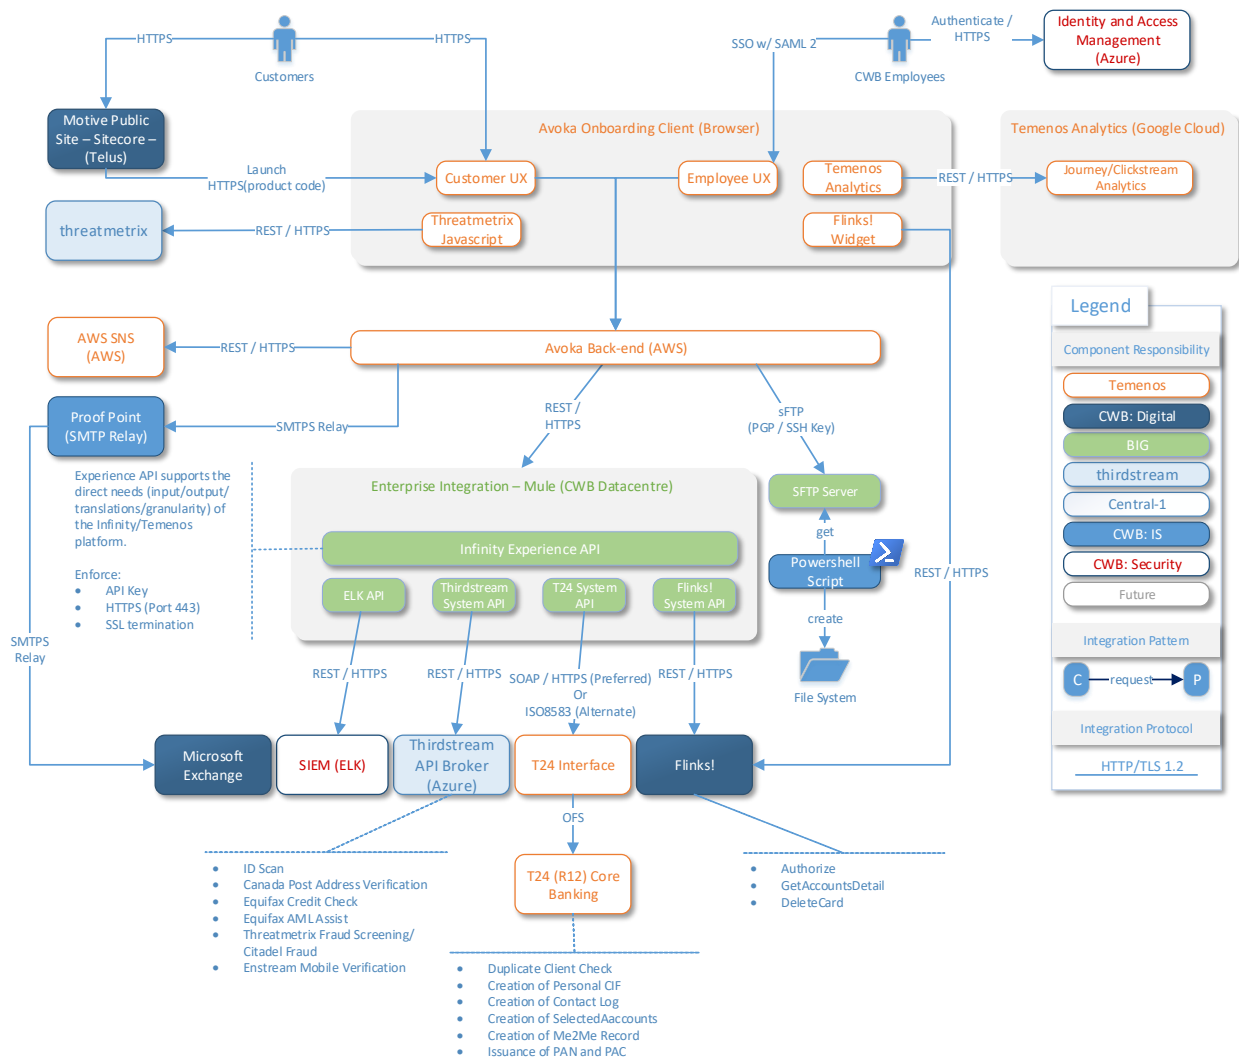 HTTPS
HTTPS
Customers
SSO w/ SAML 2
CWB Employees
Authenticate /
HTTPS
Identity and Access
Management
(Azure)
Motive Public
Site – Sitecore –
(Telus)
Avoka Onboarding Client (Browser)
Temenos Analytics (Google Cloud)
Launch
HTTPS(product code)
Customer UX
Employee UX
Temenos
Analytics
REST / HTTPS
Journey/Clickstream
Analytics
threatmetrix
REST / HTTPS
Threatmetrix
Javascript
Flinks!
Widget
AWS SNS
(AWS)
REST / HTTPS
Avoka Back-end (AWS)
Proof Point
(SMTP Relay)
SMTPS Relay
REST /
HTTPS
sFTP
(PGP / SSH Key)
Experience API supports the
direct needs (input/output/
translations/granularity) of
the Infinity/Temenos
platform.
Enforce:
• API Key
• HTTPS (Port 443)
• SSL termination
Enterprise Integration – Mule (CWB Datacentre)
Infinity Experience API
ELK API
Thirdstream
System API
T24 System
API
Flinks!
System API
SFTP Server
get
Powershell
Script
create
File System
REST / HTTPS
SMTPS
Relay
REST / HTTPS
REST / HTTPS
SOAP / HTTPS (Preferred)
Or
ISO8583 (Alternate)
REST / HTTPS
Microsoft
Exchange
SIEM (ELK)
Thirdstream
API Broker
(Azure)
T24 Interface
Flinks!
OFS
T24 (R12) Core
Banking
• ID Scan
• Canada Post Address Verification
• Equifax Credit Check
• Equifax AML Assist
• Threatmetrix Fraud Screening/
Citadel Fraud
• Enstream Mobile Verification
• Authorize
• GetAccountsDetail
• DeleteCard
• Duplicate Client Check
• Creation of Personal CIF
• Creation of Contact Log
• Creation of SelectedAaccounts
• Creation of Me2Me Record
• Issuance of PAN and PAC
Legend
Component Responsibility
Temenos
CWB: Digital
BIG
thirdstream
Central-1
CWB: IS
CWB: Security
Future
Integration Pattern
C
request
P
Integration Protocol
HTTP/TLS 1.2